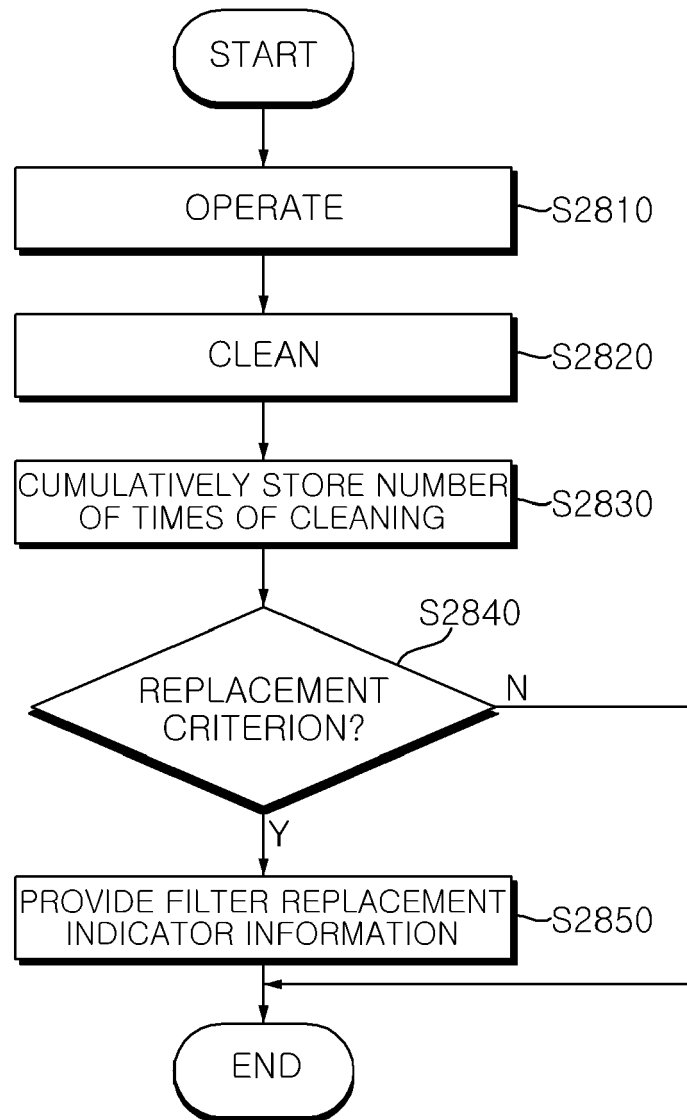 START
OPERATE
S2810
CLEAN
S2820
CUMULATIVELY STORE NUMBER
OF TIMES OF CLEANING
S2830
S2840
REPLACEMENT
CRITERION?
N
Y
PROVIDE FILTER REPLACEMENT
INDICATOR INFORMATION
S2850
END